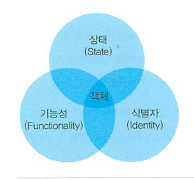 상태
(State)
객체
기능성
(Functionality)
식별자
(Identity)